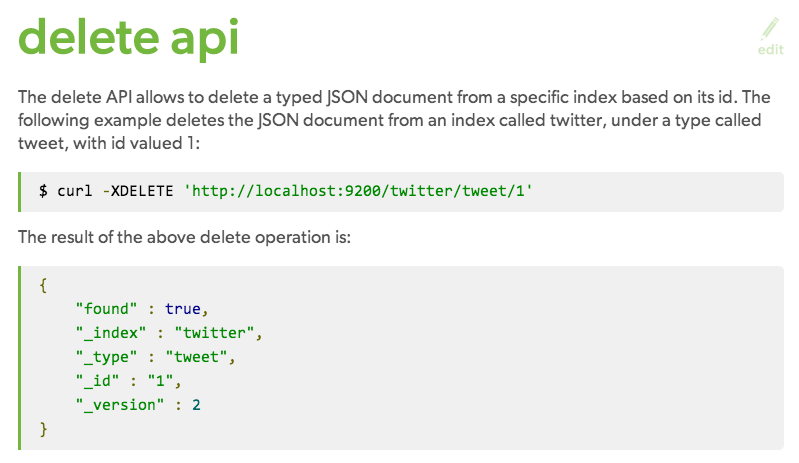 delete api
edit
The delete API allows to delete a typed JSON document from a specific index based on its id. The
following example deletes the JSON document from an index called twitter, under a type called
tweet, with id valued 1:
$ curl -XDELETE 'http://localhost:9200/twitter/tweet/1'
The result of the above delete operation is:
{
    "found" : true,
    "_index" : "twitter",
    "_type" : "tweet",
    "_id" : "1",
    "_version" : 2
}